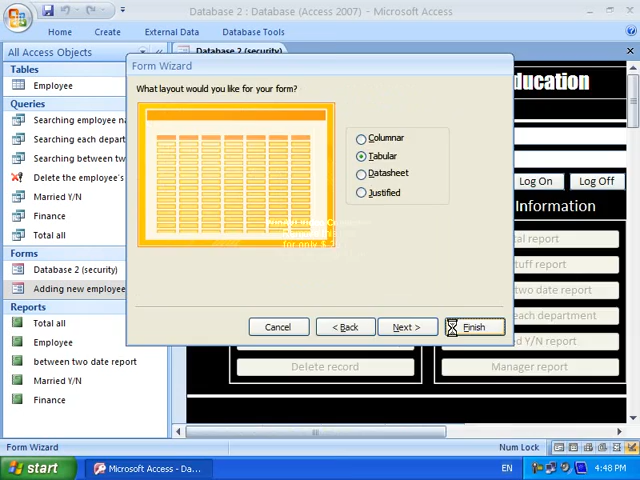 Database 2 : Database (Access 2007) - Microsoft Access
Home
Create
External Data
Database Tools
All Access Objects
Database 2 (security)
Tables
Employee
Queries
Searching employee na
Searching each departm
Searching between two
Delete the employee's
Married Y/N
Finance
Total all
Forms
Database 2 (security)
Adding new employee
Reports
Total all
Employee
between two date report
Married Y/N
Finance
Form Wizard
What layout would you like for your form?
Columnar
Tabular
Datasheet
Justified
for only $
Cancel
< Back
Next >
Finish
ducation
Log On
Log Off
Information
tal report
tuff report
two date report
each department
d Y/N report
Delete record
Manager report
Form Wizard
Num Lock
start
Microsoft Access - Da...
EN
4:48 PM